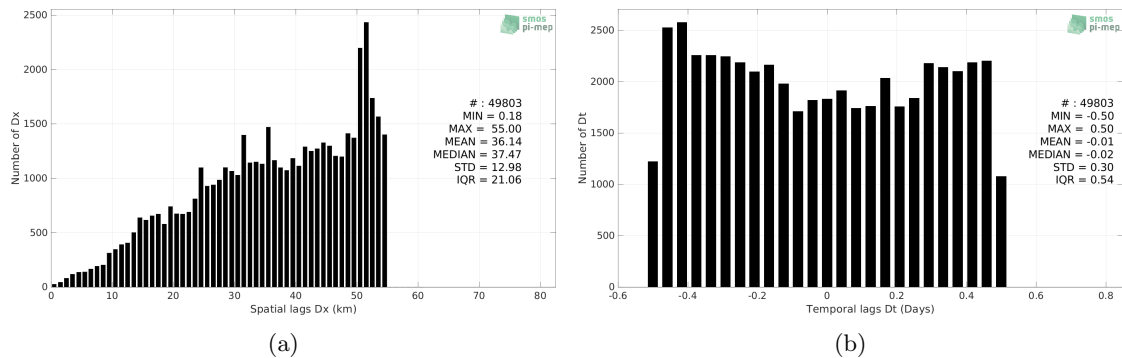 2500
2000
1500
1000
500
0
Number of Dx
0 10 20 30 40 50 60 70 80
Spatial lags Dx (km)
smos
pi-mep
# : 49803
MIN = 0.18
MAX = 55.00
MEAN = 36.14
MEDIAN = 37.47
STD = 12.98
IQR = 21.06
(a)
2500
2000
1500
1000
500
0
Number of Dt
-0.6 -0.4 -0.2 0 0.2 0.4 0.6 0.8
Temporal lags Dt (Days)
smos
pi-mep
# : 49803
MIN = -0.50
MAX = 0.50
MEAN = -0.01
MEDIAN = -0.02
STD = 0.30
IQR = 0.54
(b)